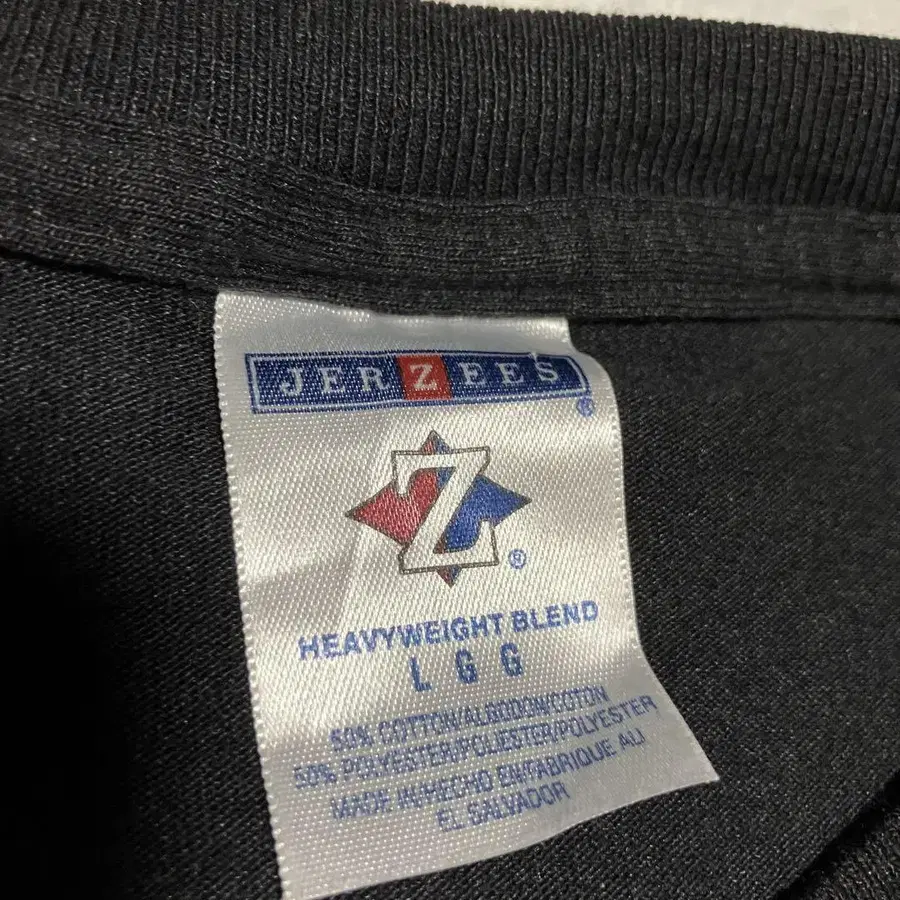 JERZEES®
Z®
HEAVYWEIGHT BLEND
L G G
50% COTTON/ALGODON/COTON
50% POLYESTER/POLIESTER/POLYESTER
MADE IN/HECHO EN/FABRIQUE AU
EL SALVADOR